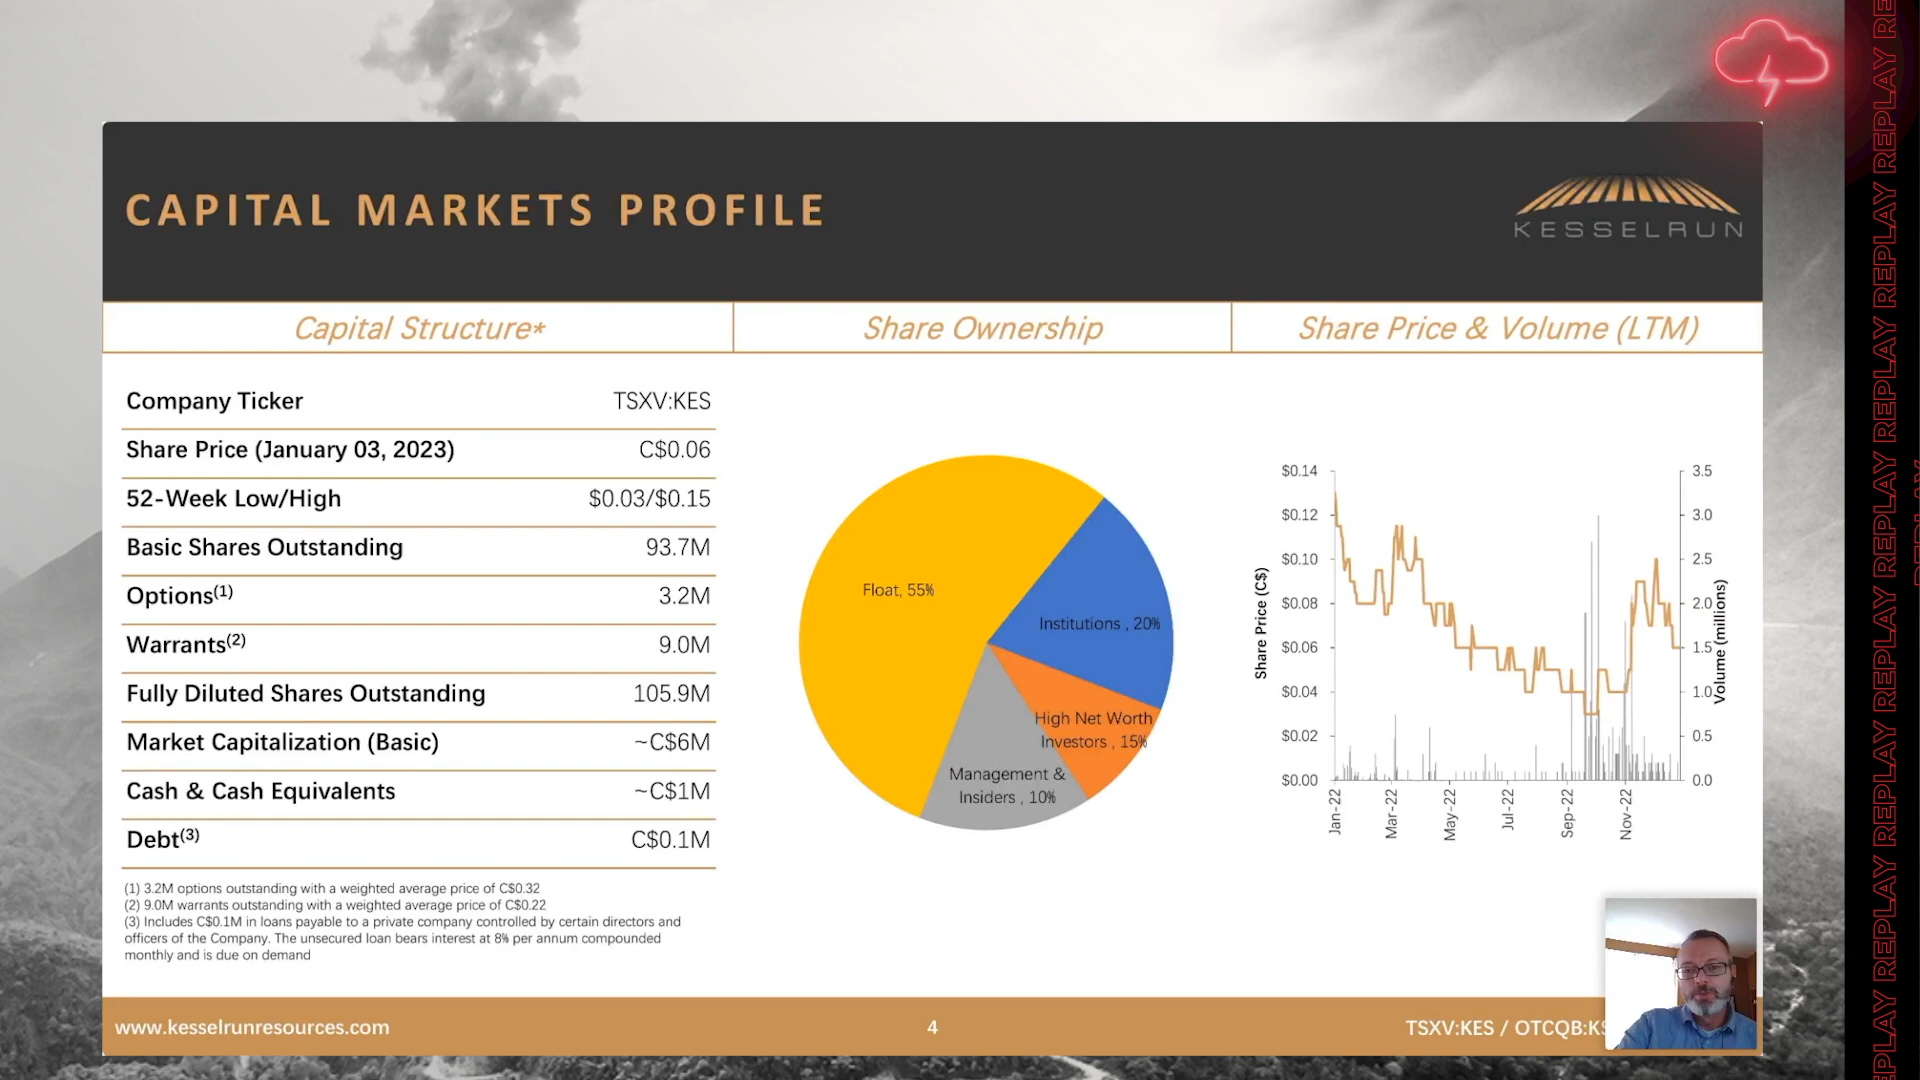 CAPITAL MARKETS PROFILE
KESSELRUN
Capital Structure*
Share Ownership
Share Price & Volume (LTM)
Company Ticker TSXV:KES
Share Price (January 03, 2023) C$0.06
52-Week Low/High $0.03/$0.15
Basic Shares Outstanding 93.7M
Options(1) 3.2M
Warrants(2) 9.0M
Fully Diluted Shares Outstanding 105.9M
Market Capitalization (Basic) ~C$6M
Cash & Cash Equivalents ~C$1M
Debt(3) C$0.1M
(1) 3.2M options outstanding with a weighted average price of C$0.32
(2) 9.0M warrants outstanding with a weighted average price of C$0.22
(3) Includes C$0.1M in loans payable to a private company controlled by certain directors and
officers of the Company. The unsecured loan bears interest at 8% per annum compounded
monthly and is due on demand
Float, 55%
Institutions , 20%
High Net Worth
Investors , 15%
Management &
Insiders , 10%
Share Price (C$)
$0.14
$0.12
$0.10
$0.08
$0.06
$0.04
$0.02
$0.00
3.5
3.0
2.5
2.0
1.5
1.0
0.5
0.0
Volume (millions)
Jan-22
Mar-22
May-22
Jul-22
Sep-22
Nov-22
www.kesselrunresources.com
4
TSXV:KES / OTCQB:KS
REPLAY REPLAY REPLAY REPLAY REPLAY REPLAY REPLAY REPLAY
REPLAY